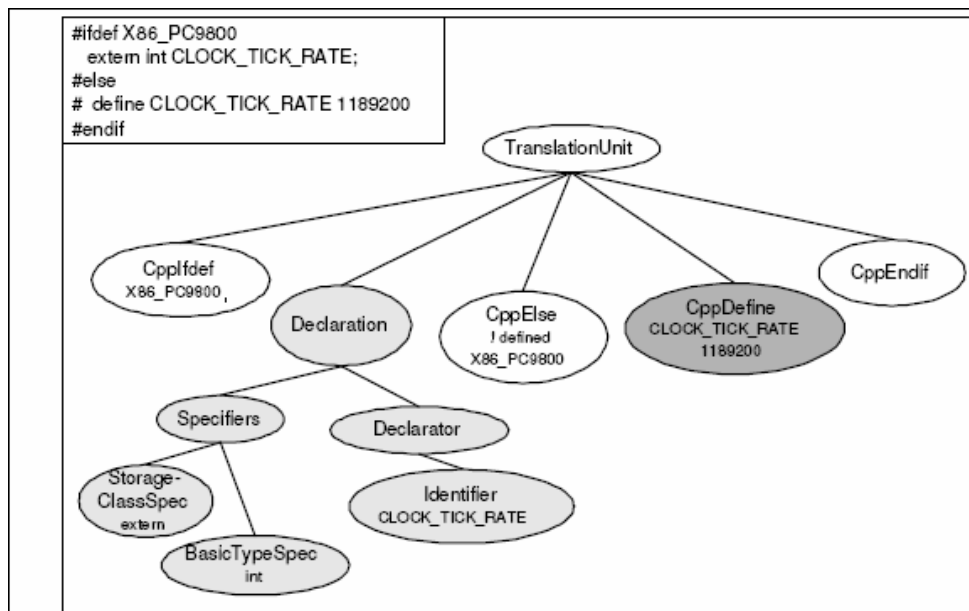 #ifdef X86_PC9800
extern int CLOCK_TICK_RATE;
#else
# define CLOCK_TICK_RATE 1189200
#endif
TranslationUnit
CppIfdef
X86_PC9800
CppEndif
Declaration
CppElse
! defined
X86_PC9800
CppDefine
CLOCK_TICK_RATE
1189200
Specifiers
Declarator
Storage-
ClassSpec
extern
Identifier
CLOCK_TICK_RATE
BasicTypeSpec
int